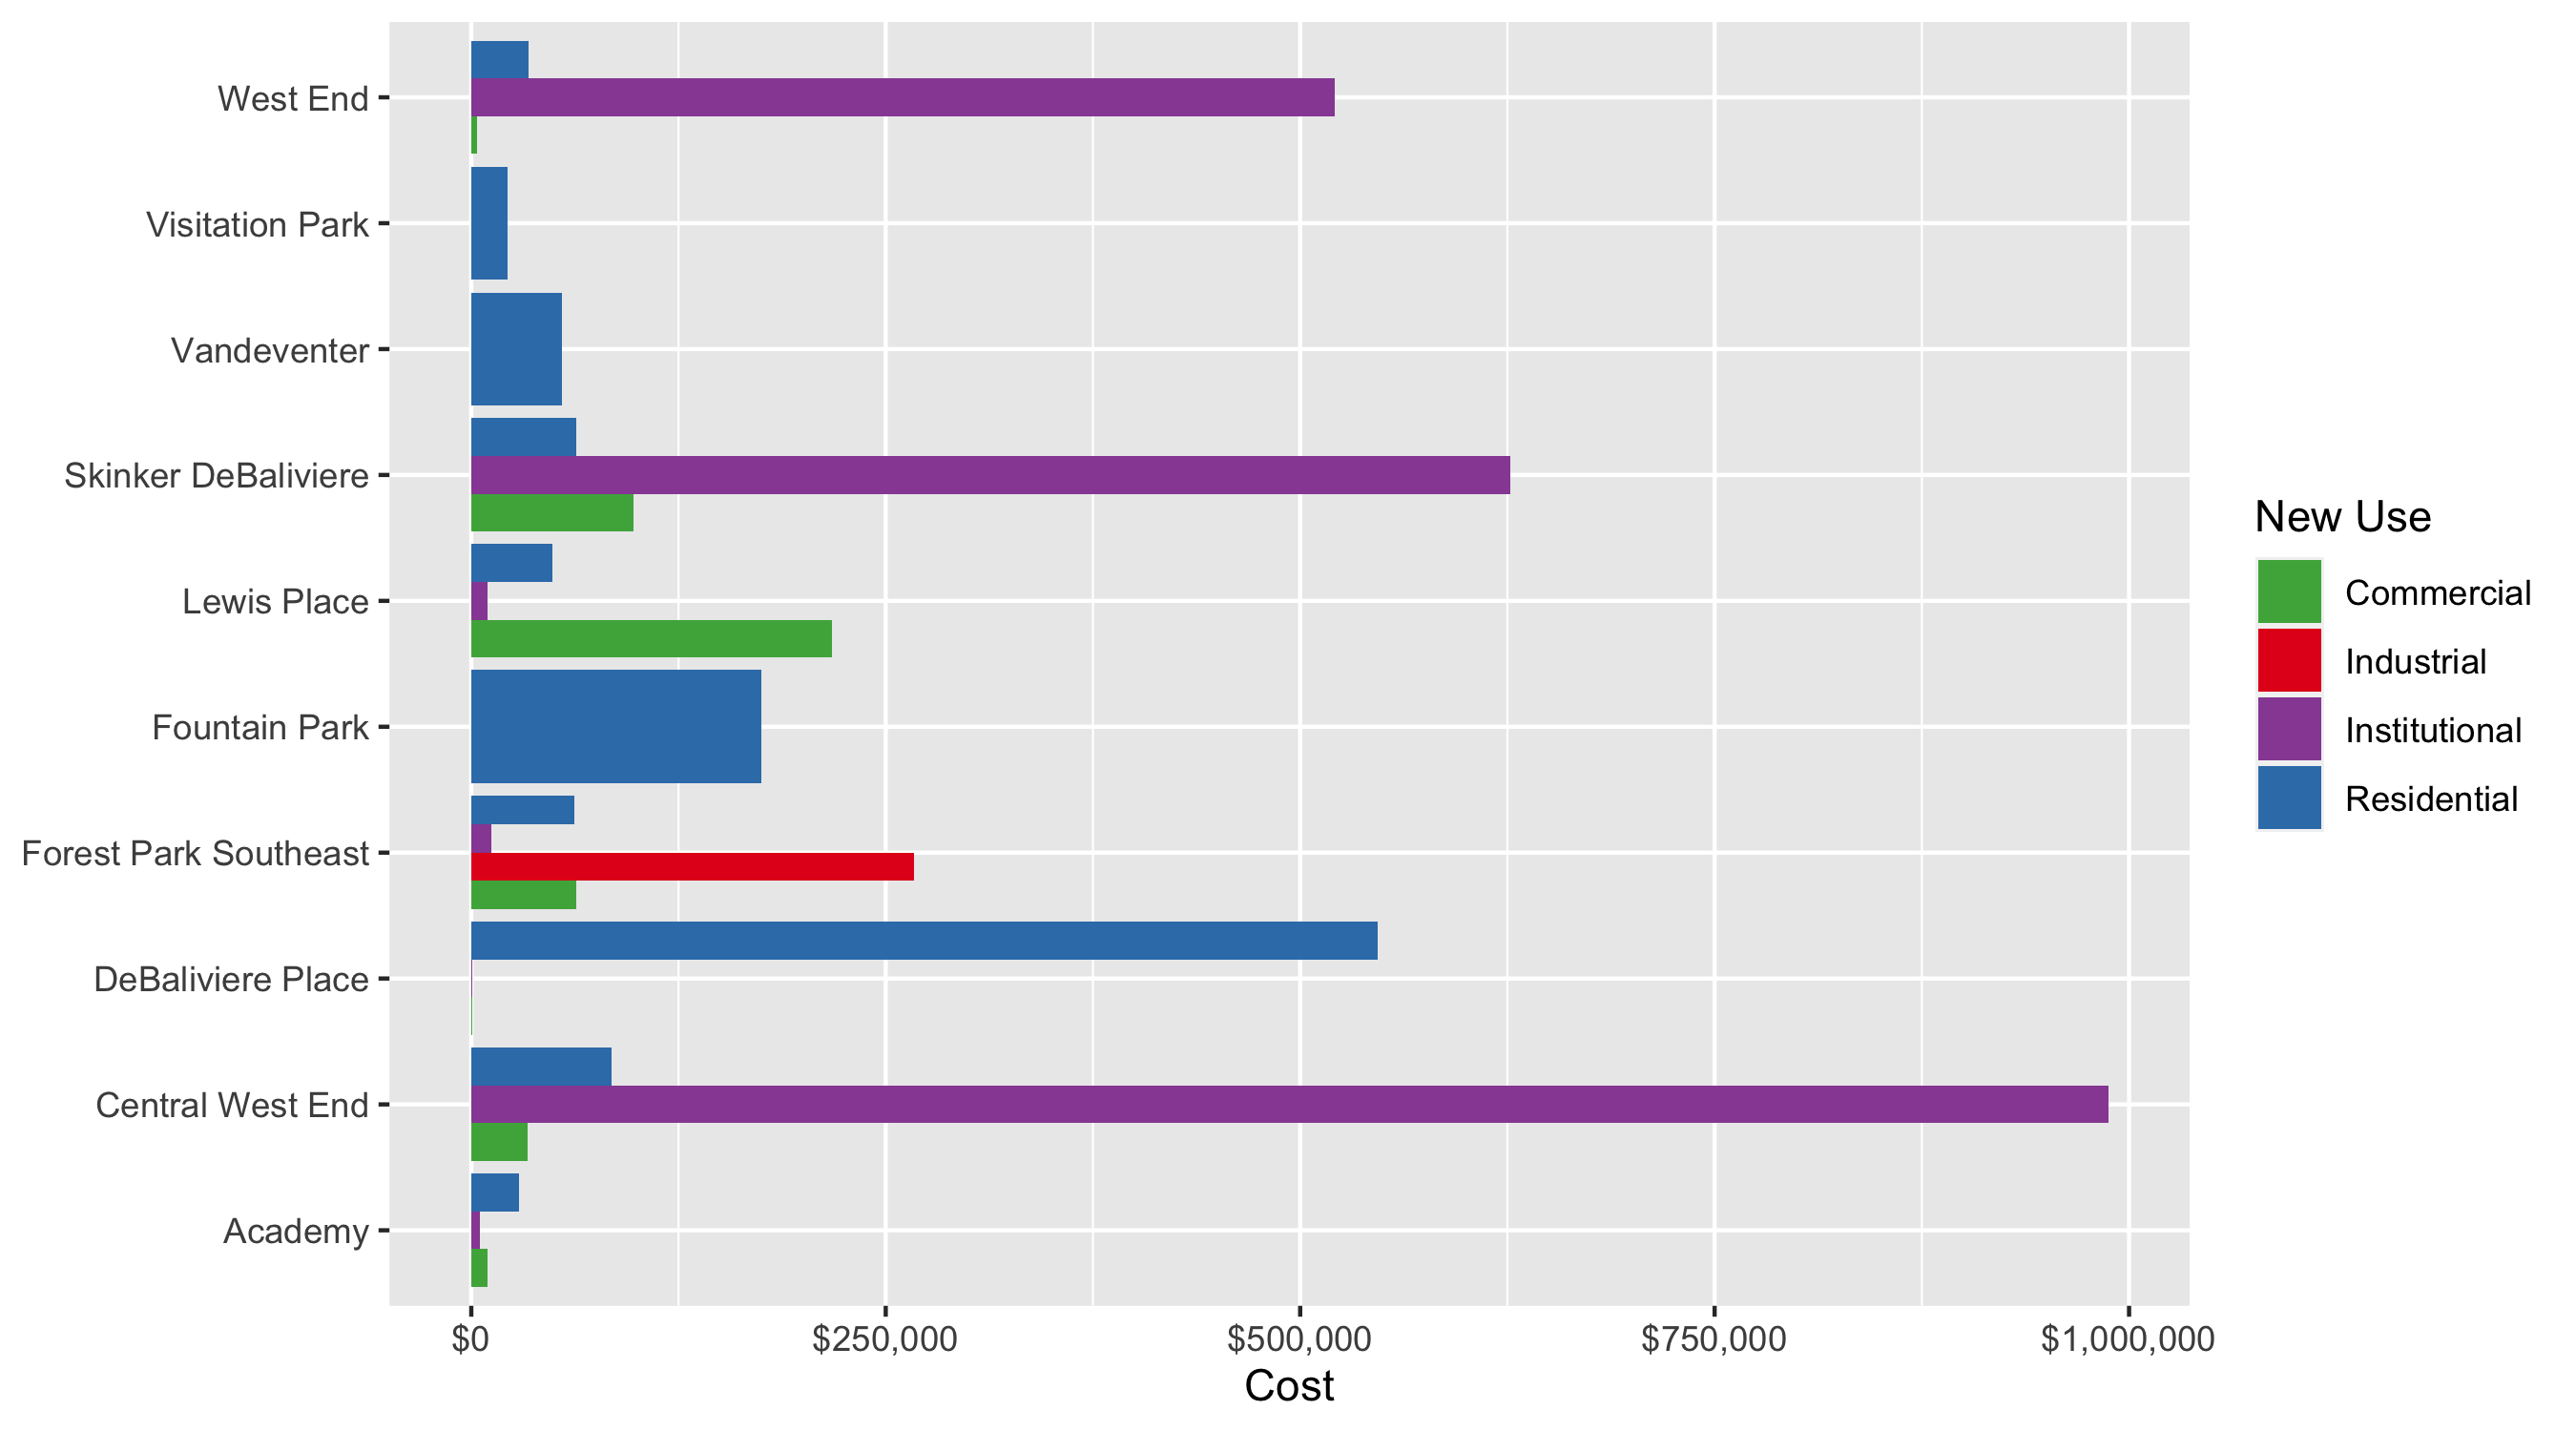 West End
Visitation Park
Vandeventer
Skinker DeBaliviere
Lewis Place
Fountain Park
Forest Park Southeast
DeBaliviere Place
Central West End
Academy
$0 $250,000 $500,000 $750,000 $1,000,000
Cost
New Use
Commercial
Industrial
Institutional
Residential